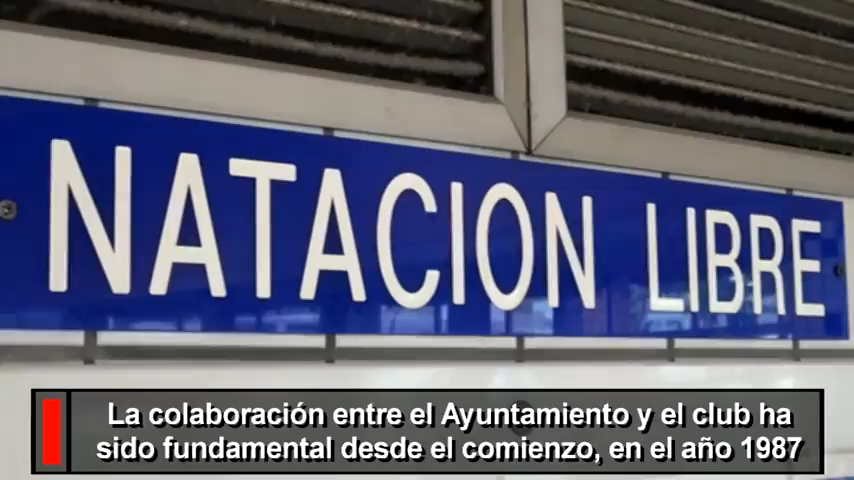 NATACION LIBRE
La colaboración entre el Ayuntamiento y el club ha
sido fundamental desde el comienzo, en el año 1987